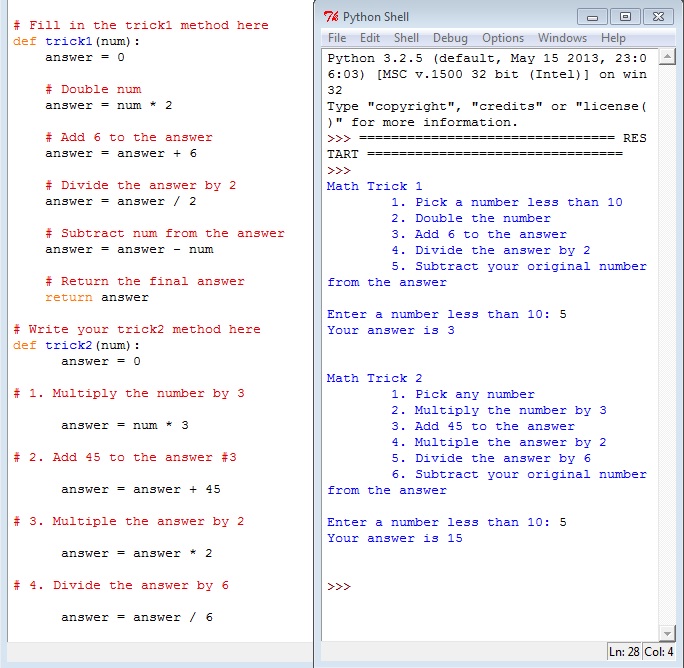 # Fill in the trick1 method here
def trick1(num):
answer = 0
# Double num
answer = num * 2
# Add 6 to the answer
answer = answer + 6
# Divide the answer by 2
answer = answer / 2
# Subtract num from the answer
answer = answer - num
# Return the final answer
return answer
# Write your trick2 method here
def trick2(num):
answer = 0
# 1. Multiply the number by 3
answer = num * 3
# 2. Add 45 to the answer #3
answer = answer + 45
# 3. Multiple the answer by 2
answer = answer * 2
# 4. Divide the answer by 6
answer = answer / 6
Python Shell
File Edit Shell Debug Options Windows Help
Python 3.2.5 (default, May 15 2013, 23:0
6:03) [MSC v.1500 32 bit (Intel)] on win
32
Type "copyright", "credits" or "license(
)" for more information.
>>> ================================ RES
TART ================================
>>>
Math Trick 1
1. Pick a number less than 10
2. Double the number
3. Add 6 to the answer
4. Divide the answer by 2
5. Subtract your original number
from the answer
Enter a number less than 10: 5
Your answer is 3
Math Trick 2
1. Pick any number
2. Multiply the number by 3
3. Add 45 to the answer
4. Multiple the answer by 2
5. Divide the answer by 6
6. Subtract your original number
from the answer
Enter a number less than 10: 5
Your answer is 15
>>>
Ln: 28 Col: 4